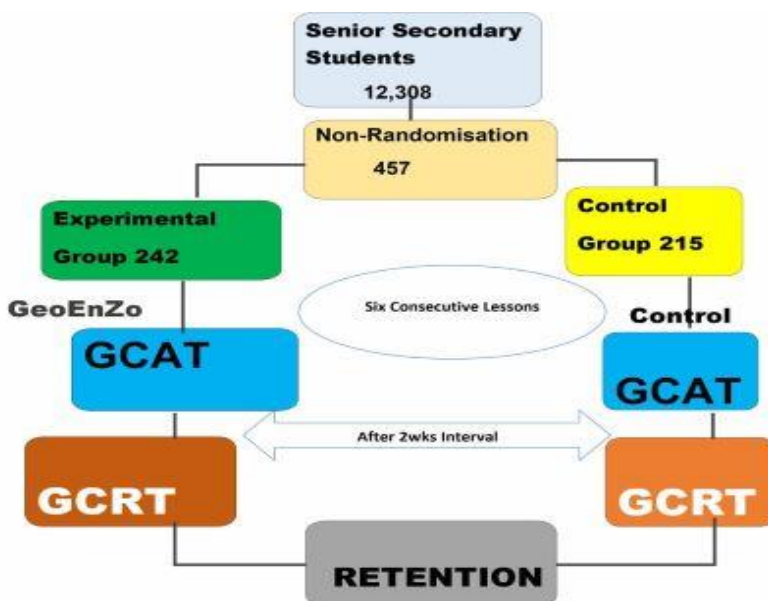 Senior Secondary
Students
12,308
Non-Randomisation
457
Experimental
Group 242
Control
Group 215
GeoEnZo
Six Consecutive Lessons
Control
GCAT
GCAT
After 2wks Interval
GCRT
GCRT
RETENTION